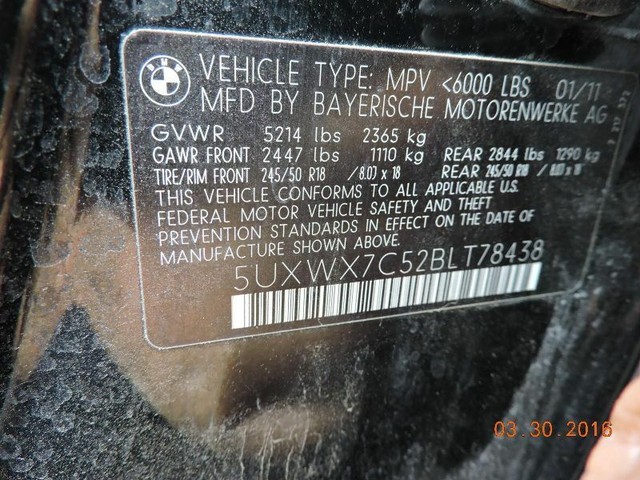 BMW
VEHICLE TYPE: MPV <6000 LBS 01/11
MFD BY BAYERISCHE MOTORENWERKE AG
GVWR 5214 lbs 2365 kg
GAWR FRONT 2447 lbs 1110 kg REAR 2844 lbs 1290 kg
TIRE/RIM FRONT 245/50 R18 /8.0J x 18 REAR 245/50 R18 /8.0J x 18
THIS VEHICLE CONFORMS TO ALL APPLICABLE U.S.
FEDERAL MOTOR VEHICLE SAFETY AND THEFT
PREVENTION STANDARDS IN EFFECT ON THE DATE OF
MANUFACTURE SHOWN ABOVE.
5UXWX7C52BLT78438
03.30.2016